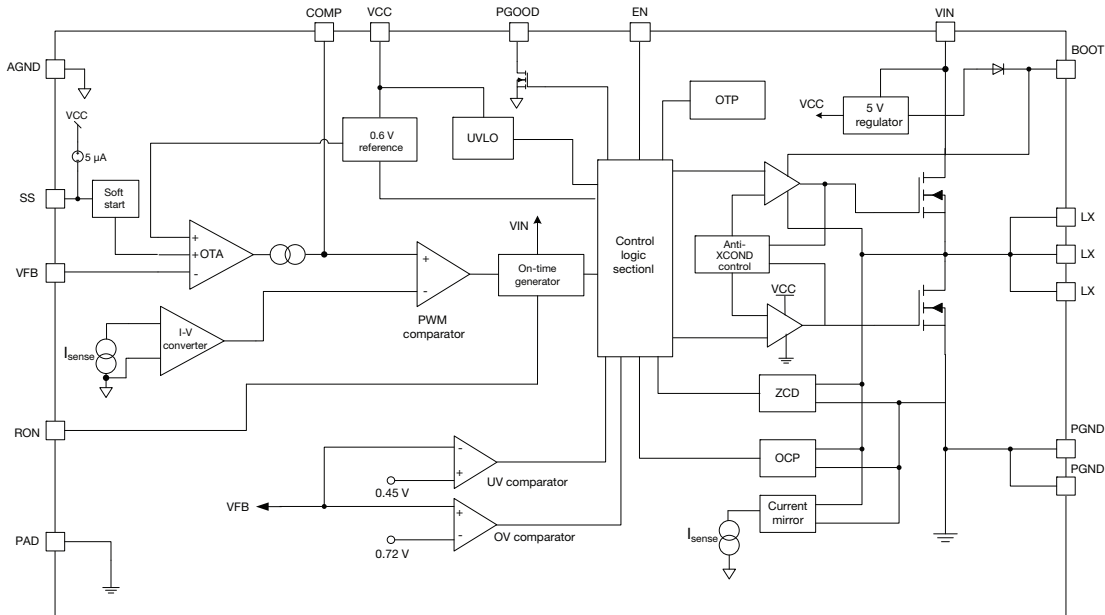 COMP
VCC
PGOOD
EN
VIN
BOOT
AGND
VCC
5 µA
0.6 V
reference
UVLO
OTP
VCC
5 V
regulator
SS
Soft
start
+
+
-
OTA
VFB
VIN
On-time
generator
+
-
PWM
comparator
Control
logic
sectionI
Anti-
XCOND
control
VCC
LX
LX
LX
I-V
converter
Isense
ZCD
RON
OCP
PGND
PGND
-
+
UV comparator
0.45 V
VFB
+
-
OV comparator
0.72 V
Current
mirror
Isense
PAD